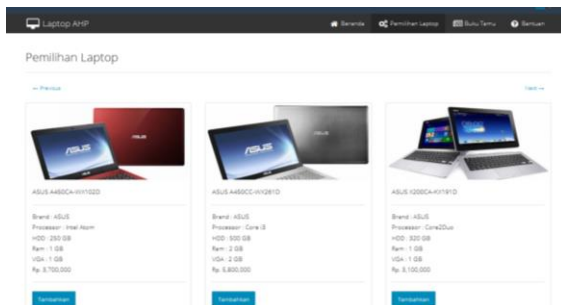 Laptop AHP
Beranda
Pemilihan Laptop
Buku Tamu
Bantuan
Pemilihan Laptop
← Previous
Next →
ASUS A450CA-WX102D
Brand : ASUS
Processor : Intel Atom
HDD : 250 GB
Ram : 1 GB
VGA : 1 GB
Rp. 3,700,000
Tambahkan
ASUS A450CC-WX291D
Brand : ASUS
Processor : Core i3
HDD : 500 GB
Ram : 2 GB
VGA : 2 GB
Rp. 5,800,000
Tambahkan
ASUS X200CA-KX191D
Brand : ASUS
Processor : Core2Duo
HDD : 320 GB
Ram : 1 GB
VGA : 1 GB
Rp. 3,100,000
Tambahkan